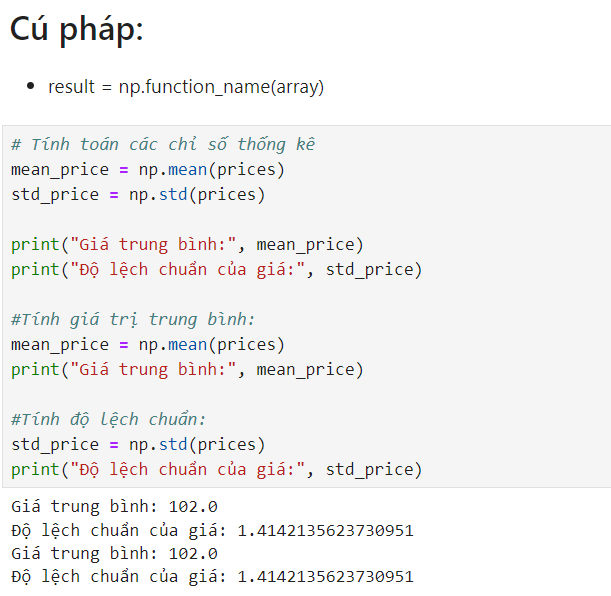 Cú pháp:
• result = np.function_name(array)
# Tính toán các chỉ số thống kê
mean_price = np.mean(prices)
std_price = np.std(prices)
print("Giá trung bình:", mean_price)
print("Độ lệch chuẩn của giá:", std_price)
#Tính giá trị trung bình:
mean_price = np.mean(prices)
print("Giá trung bình:", mean_price)
#Tính độ lệch chuẩn:
std_price = np.std(prices)
print("Độ lệch chuẩn của giá:", std_price)
Giá trung bình: 102.0
Độ lệch chuẩn của giá: 1.4142135623730951
Giá trung bình: 102.0
Độ lệch chuẩn của giá: 1.4142135623730951